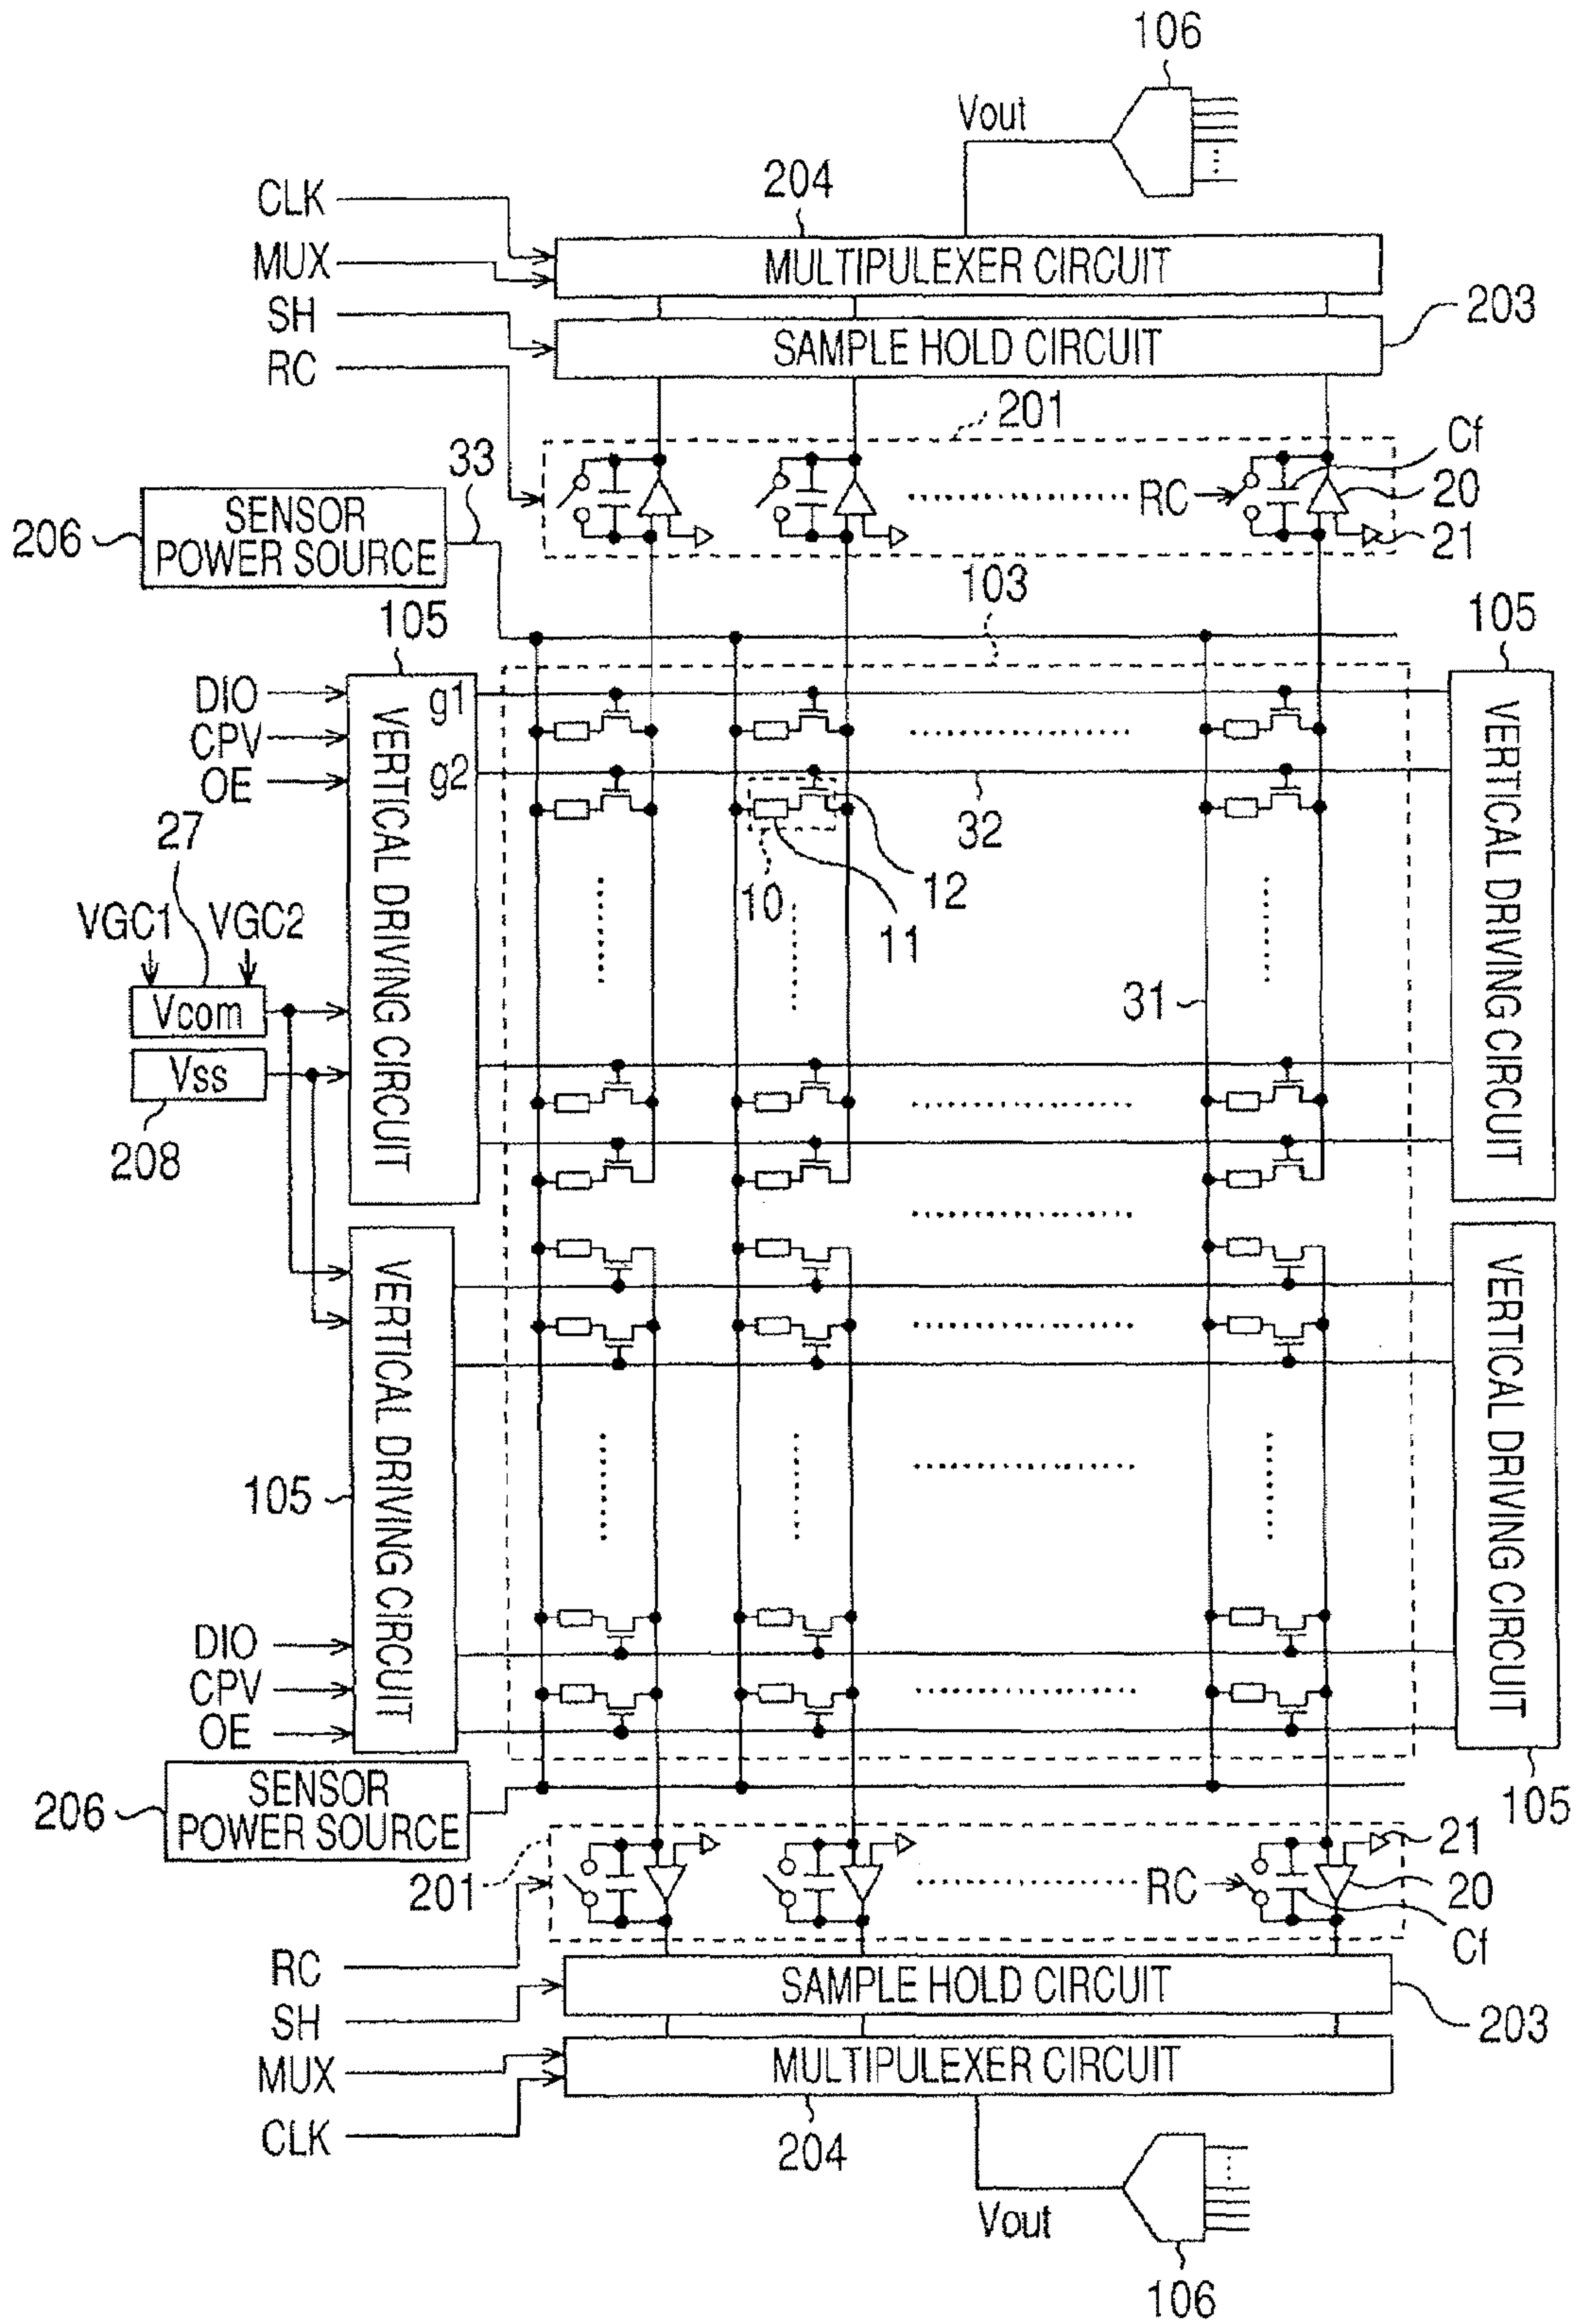 106
Vout
204
CLK
MUX
MULTIPULEXER CIRCUIT
SH
203
SAMPLE HOLD CIRCUIT
RC
201
Cf
33
RC
20
SENSOR
POWER SOURCE
206
21
103
105
105
DIO
g1
CPV
OE
g2
VERTICAL DRIVING CIRCUIT
VERTICAL DRIVING CIRCUIT
27
32
10
12
11
VGC1
VGC2
31
Vcom
Vss
208
VERTICAL DRIVING CIRCUIT
VERTICAL DRIVING CIRCUIT
105
DIO
CPV
OE
SENSOR
POWER SOURCE
206
105
21
201
RC
20
Cf
RC
SAMPLE HOLD CIRCUIT
SH
203
MUX
MULTIPULEXER CIRCUIT
CLK
204
Vout
106